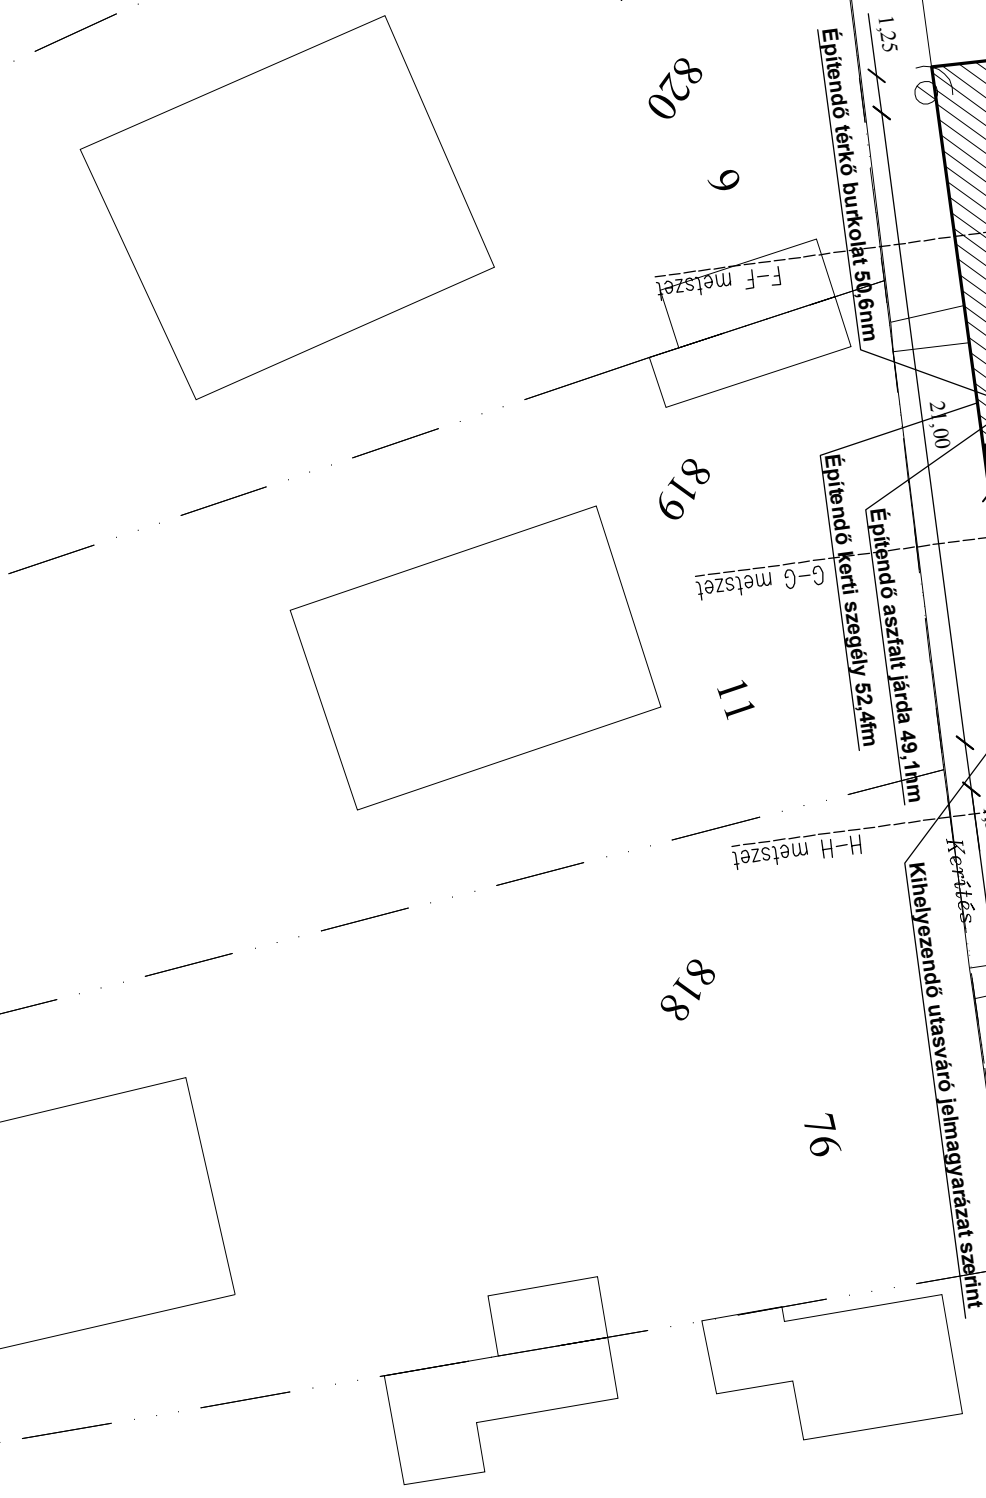 1,25
820
9
Építendő térkő burkolat 50,6nm
F-F metszet
21,00
819
Építendő kerti szegély 52,4fm
Építendő aszfalt járda 49,1nm
G-G metszet
11
H-H metszet
Kerítés
Kihelyezendő utasváró jelmagyarázat szerint
818
76